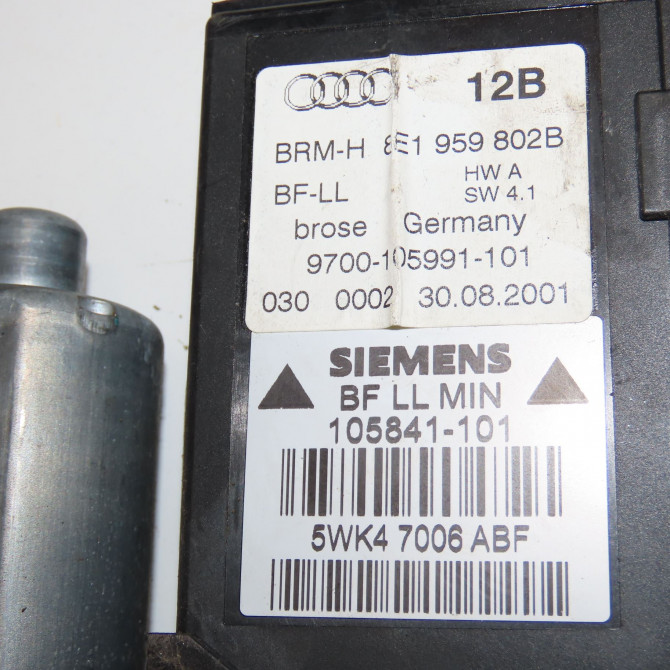 12B
BRM-H 8E1 959 802B
HW A
BF-LL
SW 4.1
brose Germany
9700-105991-101
030 0002 30.08.2001
SIEMENS
BF LL MIN
105841-101
5WK4 7006 ABF